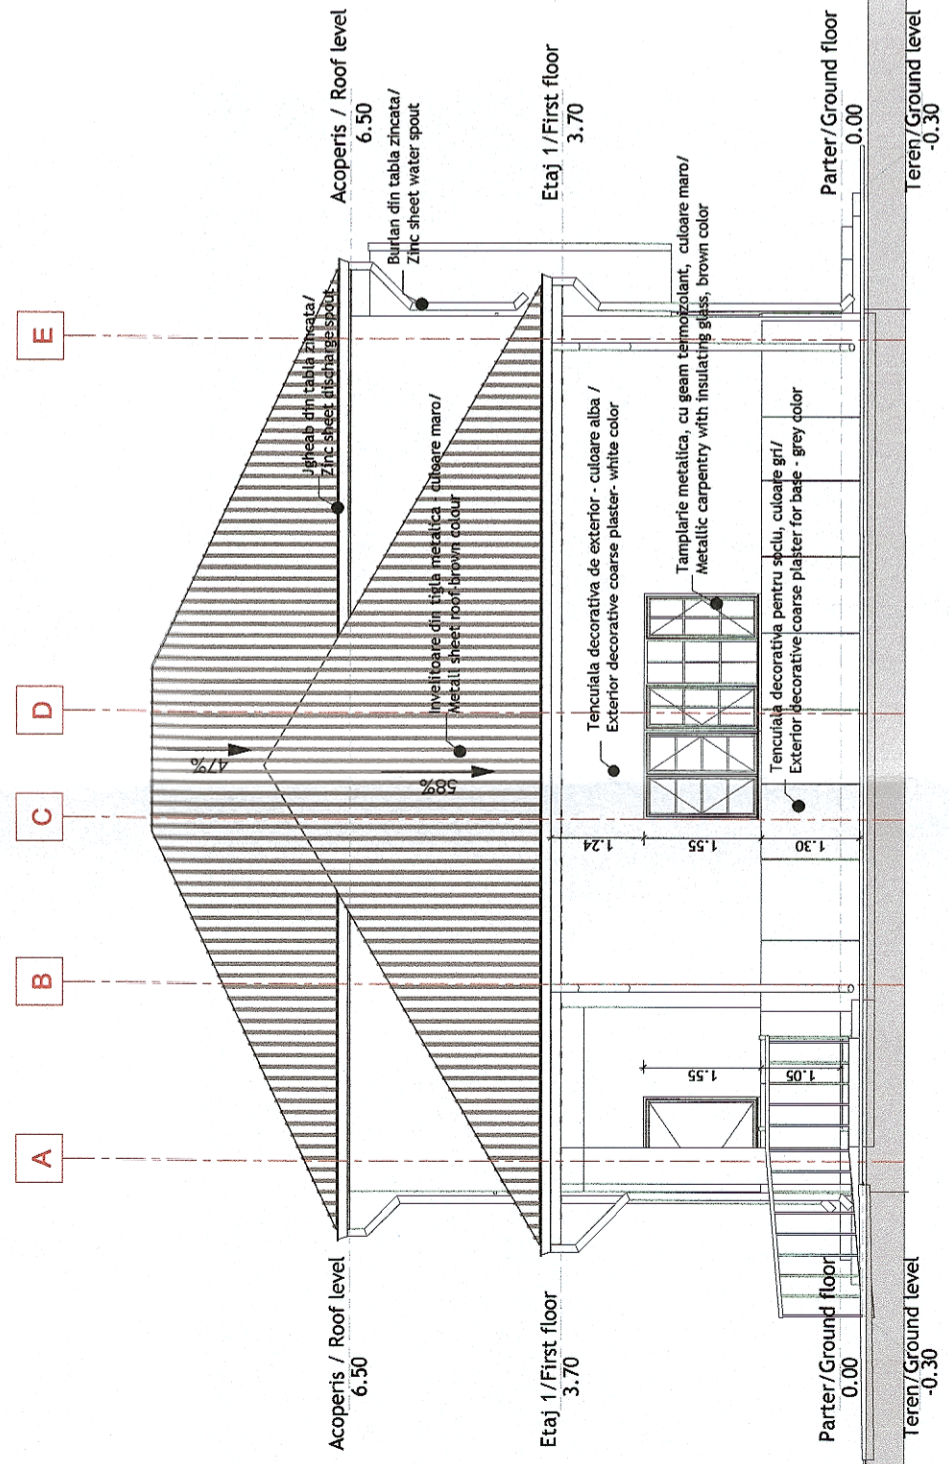 A
B
C
D
E
Acoperis / Roof level
6.50
Acoperis / Roof level
6.50
47%
58%
Jgheab din tabla zincata/
Zinc sheet discharge spout
Burlan din tabla zincata/
Zinc sheet water spout
Invelitoare din tigla metalica - culoare maro/
Metall sheet roof-brown colour
Etaj 1/First floor
3.70
Etaj 1/First floor
3.70
Tencuiala decorativa de exterior - culoare alba /
Exterior decorative coarse plaster- white color
Tamplarie metalica, cu geam termoizolant, culoare maro/
Metallic carpentry with insulating glass, brown color
Tencuiala decorativa pentru soclu, culoare gri/
Exterior decorative coarse plaster for base - grey color
1.24
1.55
1.30
1.55
1.05
Parter/Ground floor
0.00
Parter/Ground floor
0.00
Teren/Ground level
-0.30
Teren/Ground level
-0.30